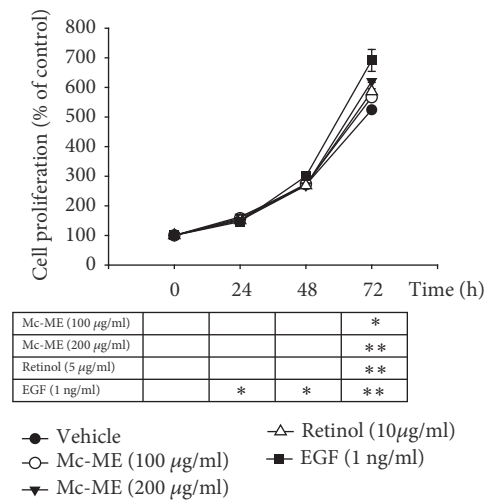 Cell proliferation (% of control)
800
700
600
500
400
300
200
100
0
0 24 48 72 Time (h)
Mc-ME (100 μg/ml) *
Mc-ME (200 μg/ml) **
Retinol (5 μg/ml) **
EGF (1 ng/ml) * * **
Vehicle
Mc-ME (100 μg/ml)
Mc-ME (200 μg/ml)
Retinol (10μg/ml)
EGF (1 ng/ml)